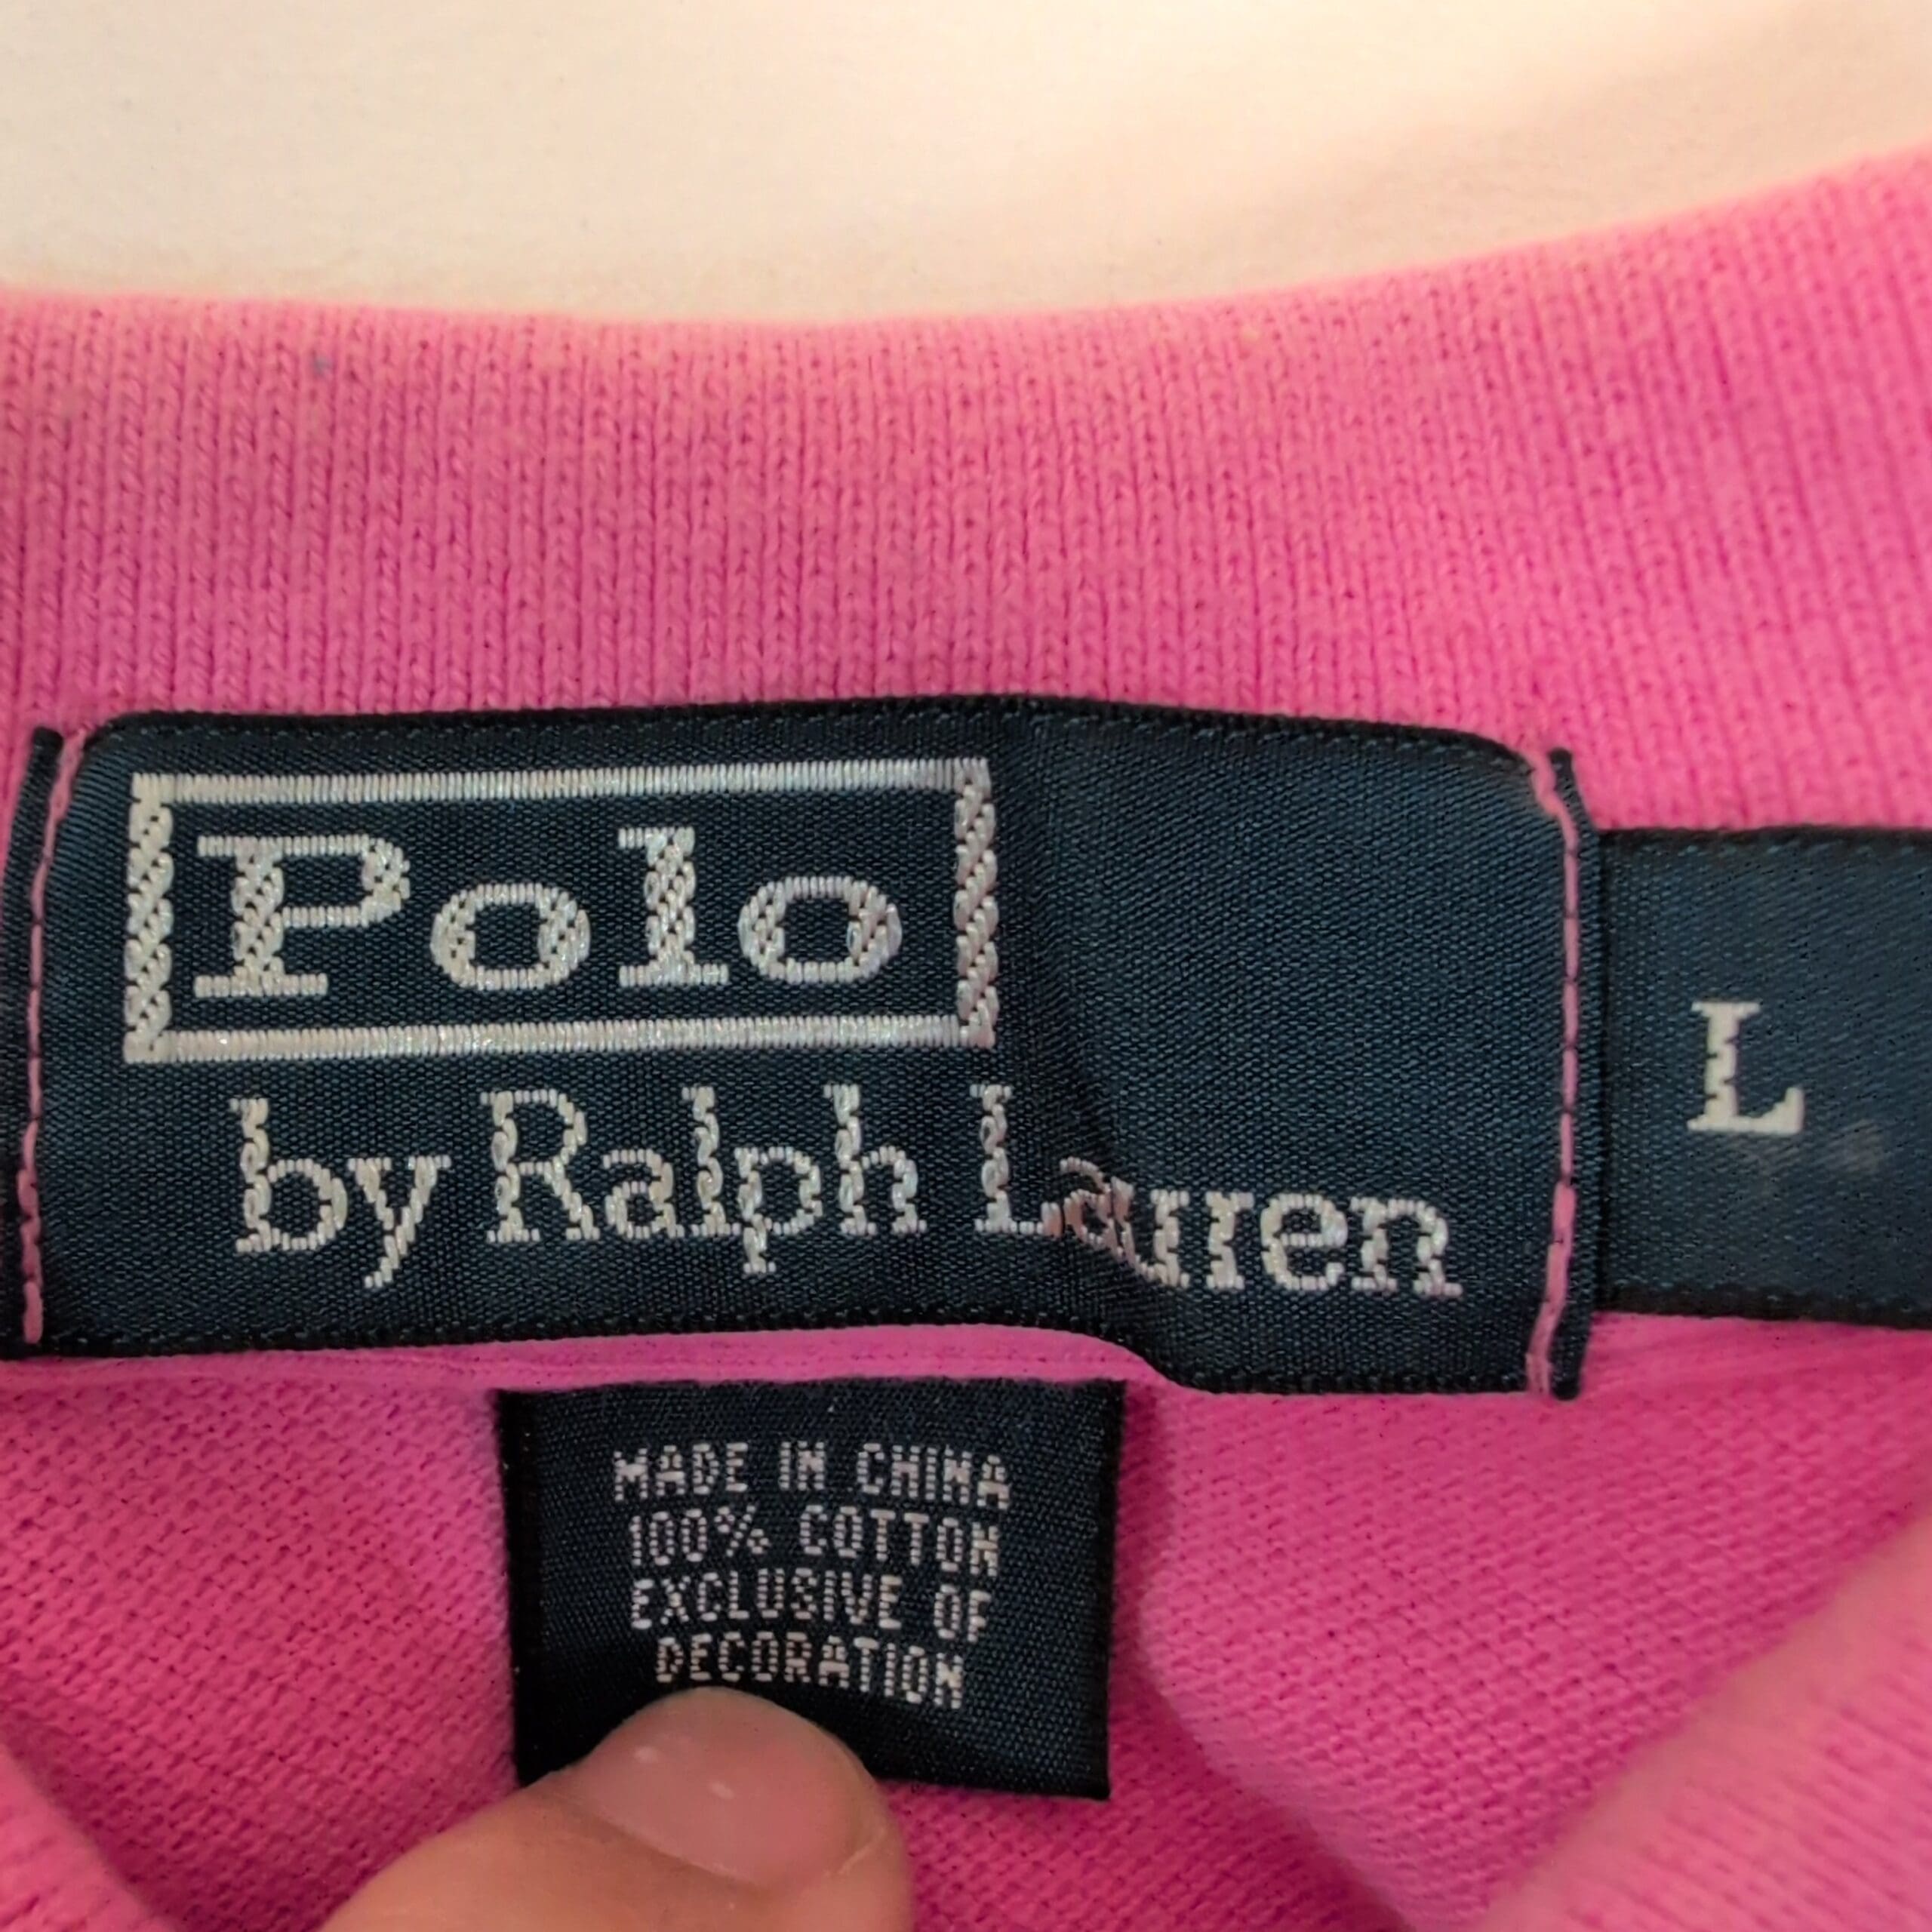 Polo
by Ralph Lauren
L
MADE IN CHINA
100% COTTON
EXCLUSIVE OF
DECORATION